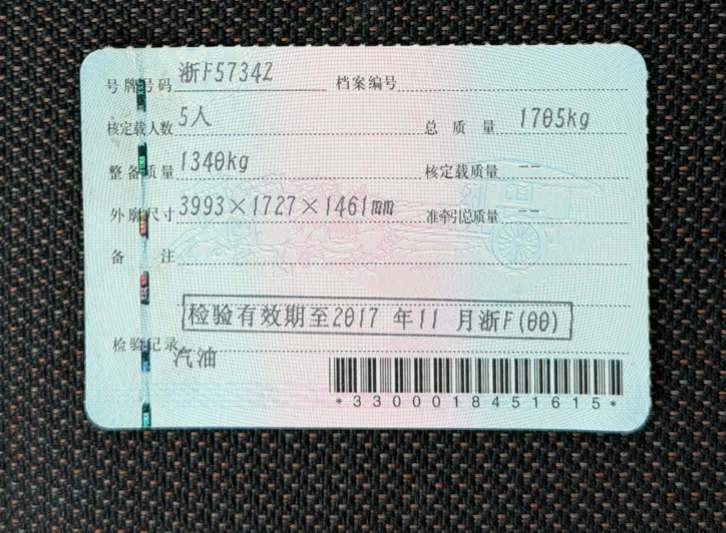 号牌号码 浙F5734Z 档案编号
核定载人数 5人 总质量 1705kg
整备质量 1340kg 核定载质量 --
外廓尺寸 3993×1727×1461mm 准牵引总质量 --
备注
检验有效期至2017 年11 月浙F(00)
检验记录
汽油
*3300018451615*